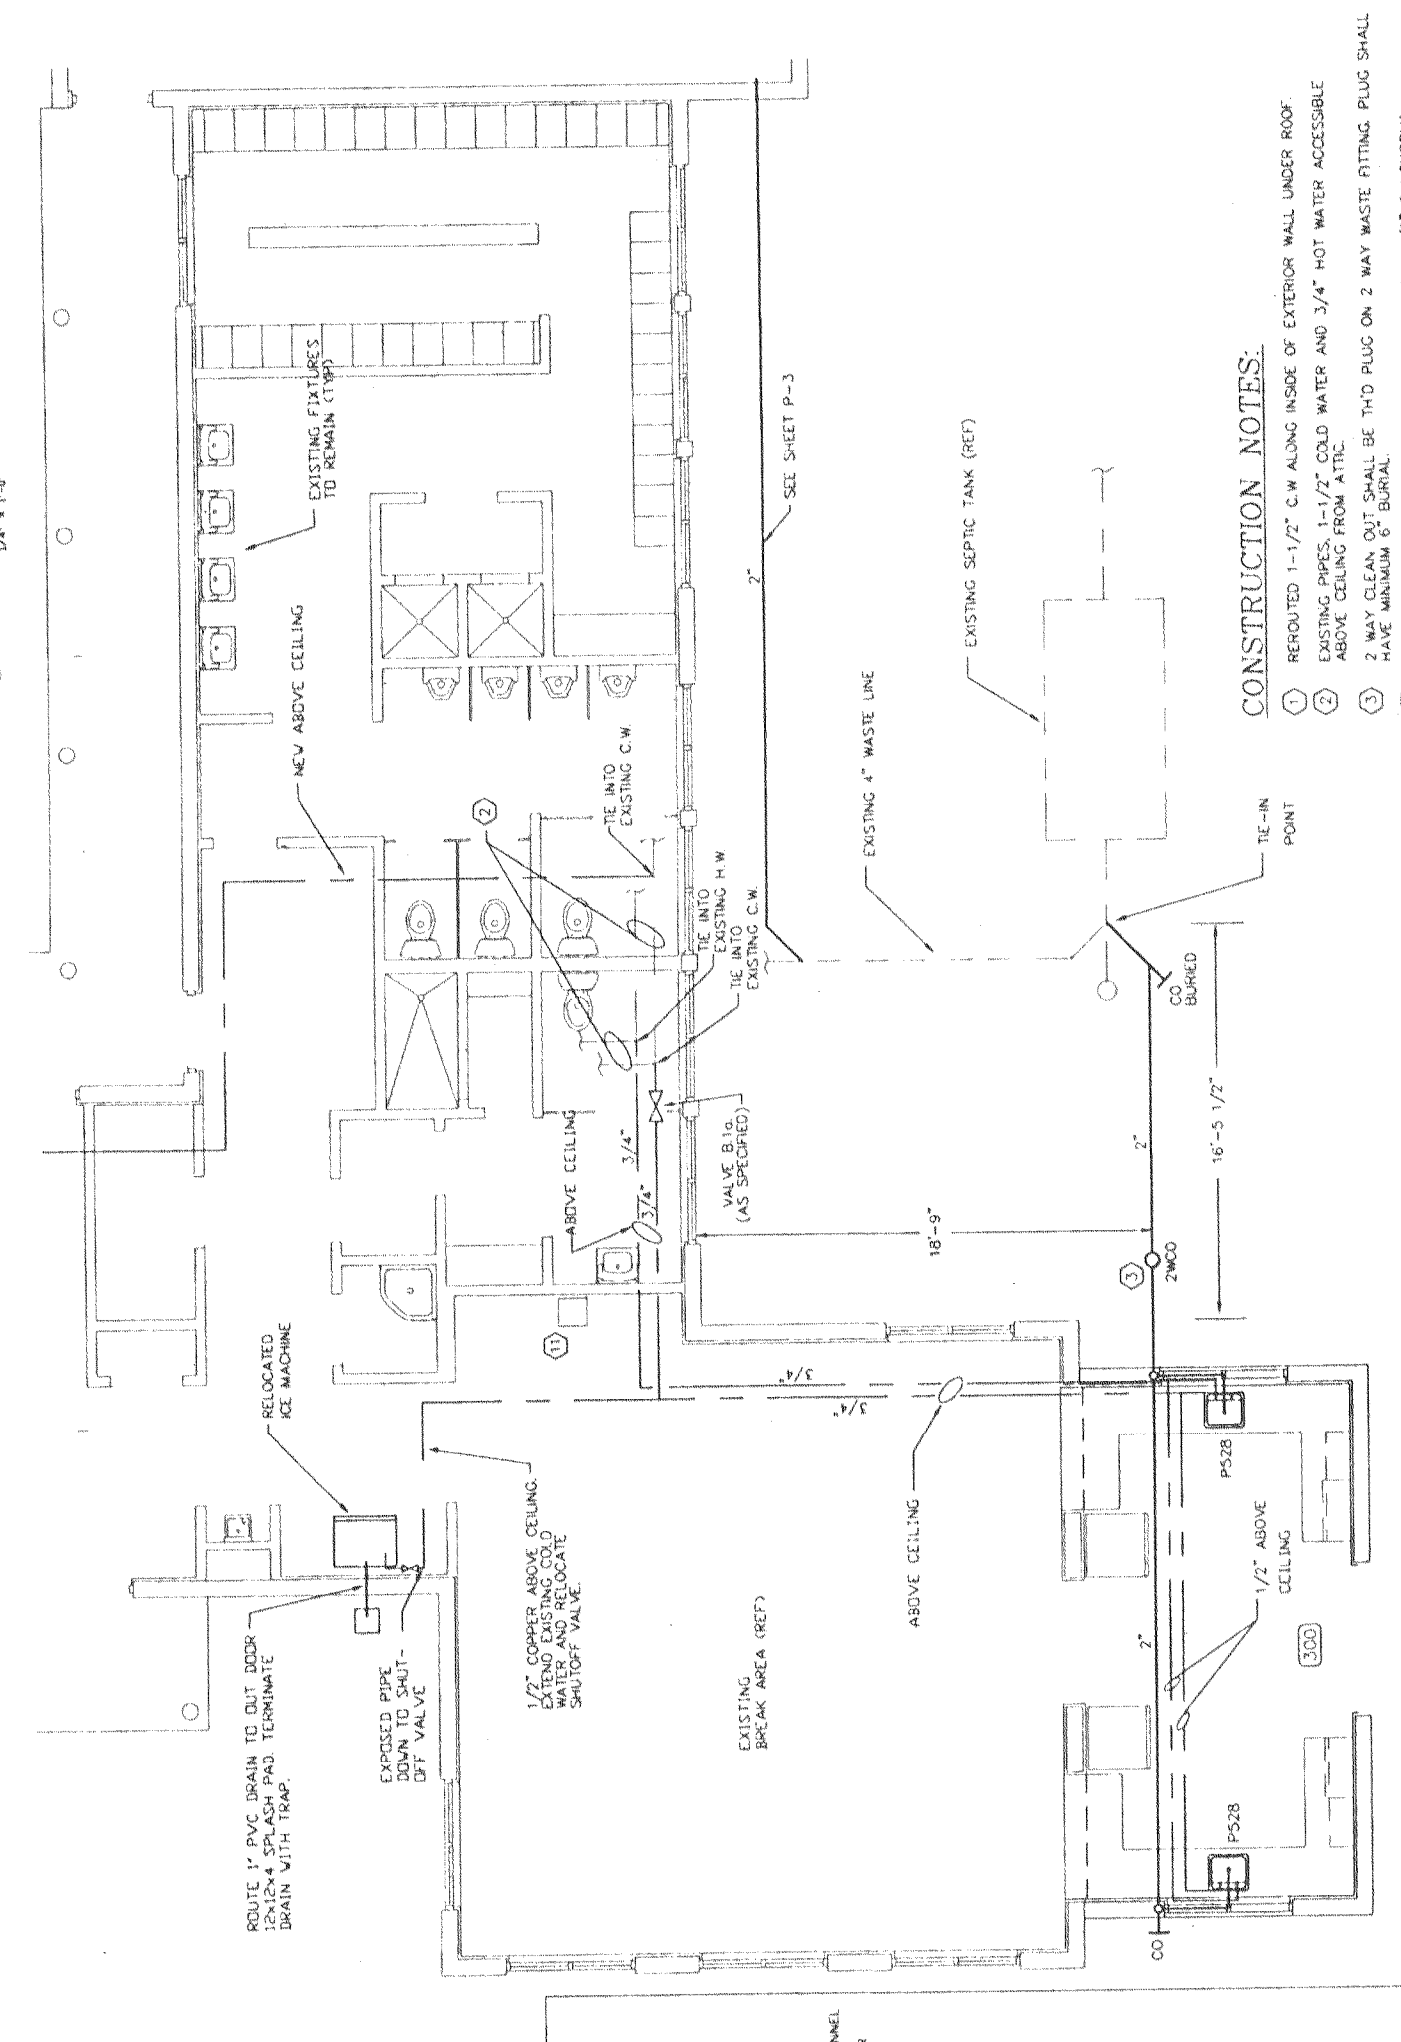 EXISTING FIXTURES
TO REMAIN (TYP)
NEW ABOVE CEILING
2
TIE INTO
EXISTING C.W.
TIE INTO
EXISTING H.W.
TIE INTO
EXISTING C.W.
2"
SEE SHEET P-3
EXISTING SEPTIC TANK (REF)
EXISTING 4" WASTE LINE
TIE-IN
POINT
CO
BURIED
16'-5 1/2"
2"
18'-9"
3
2WCO
VALVE B.1a.
(AS SPECIFIED)
3/4"
3/4"
ABOVE CEILING
11
RELOCATED
ICE MACHINE
ROUTE 1" PVC DRAIN TO OUT DOOR
12x12x4 SPLASH PAD. TERMINATE
DRAIN WITH TRAP.
EXPOSED PIPE
DOWN TO SHUT-
OFF VALVE
1/2" COPPER ABOVE CEILING.
EXTEND EXISTING COLD
WATER AND RELOCATE
SHUTOFF VALVE.
3/4"
3/4"
ABOVE CEILING
EXISTING
BREAK AREA (REF)
P528
1/2" ABOVE
CEILING
2"
300
P528
CO
CONSTRUCTION NOTES:
1 REROUTED 1-1/2" C.W ALONG INSIDE OF EXTERIOR WALL UNDER ROOF.
2 EXISTING PIPES, 1-1/2" COLD WATER AND 3/4" HOT WATER ACCESSIBLE
ABOVE CEILING FROM ATTIC.
3 2 WAY CLEAN OUT SHALL BE TH'D PLUG ON 2 WAY WASTE FITTING. PLUG SHALL
HAVE MINIMUM 6" BURIAL.